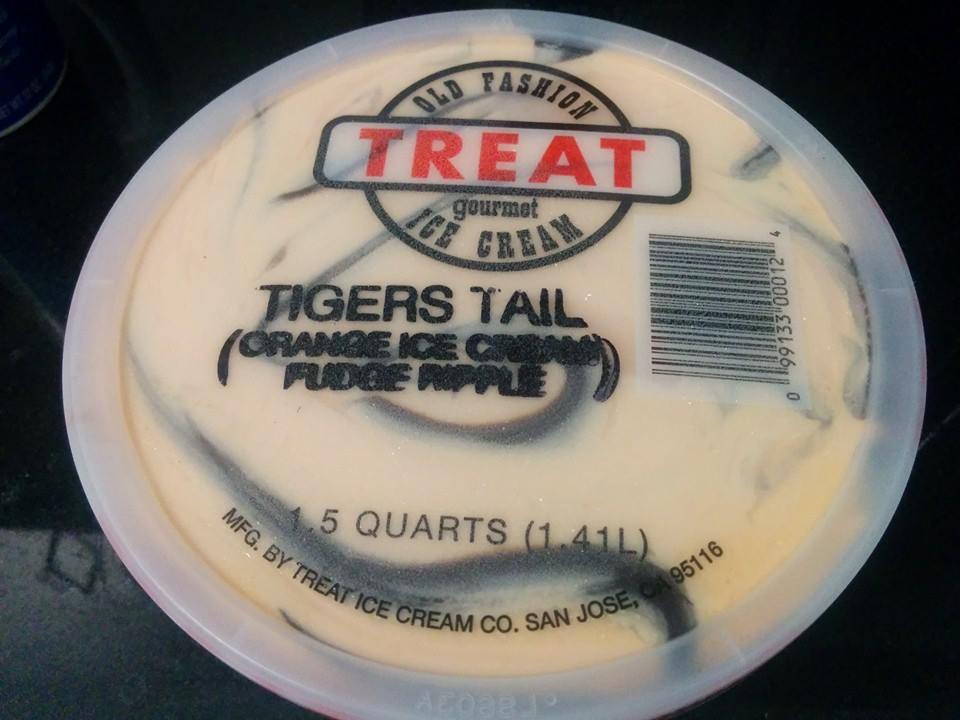 OLD FASHION
TREAT
gourmet
ICE CREAM
TIGERS TAIL
(ORANGE ICE CREAM)
FUDGE RIPPLE
0 99133 00012 4
1.5 QUARTS (1.41L)
MFG. BY TREAT ICE CREAM CO. SAN JOSE, CA 95116